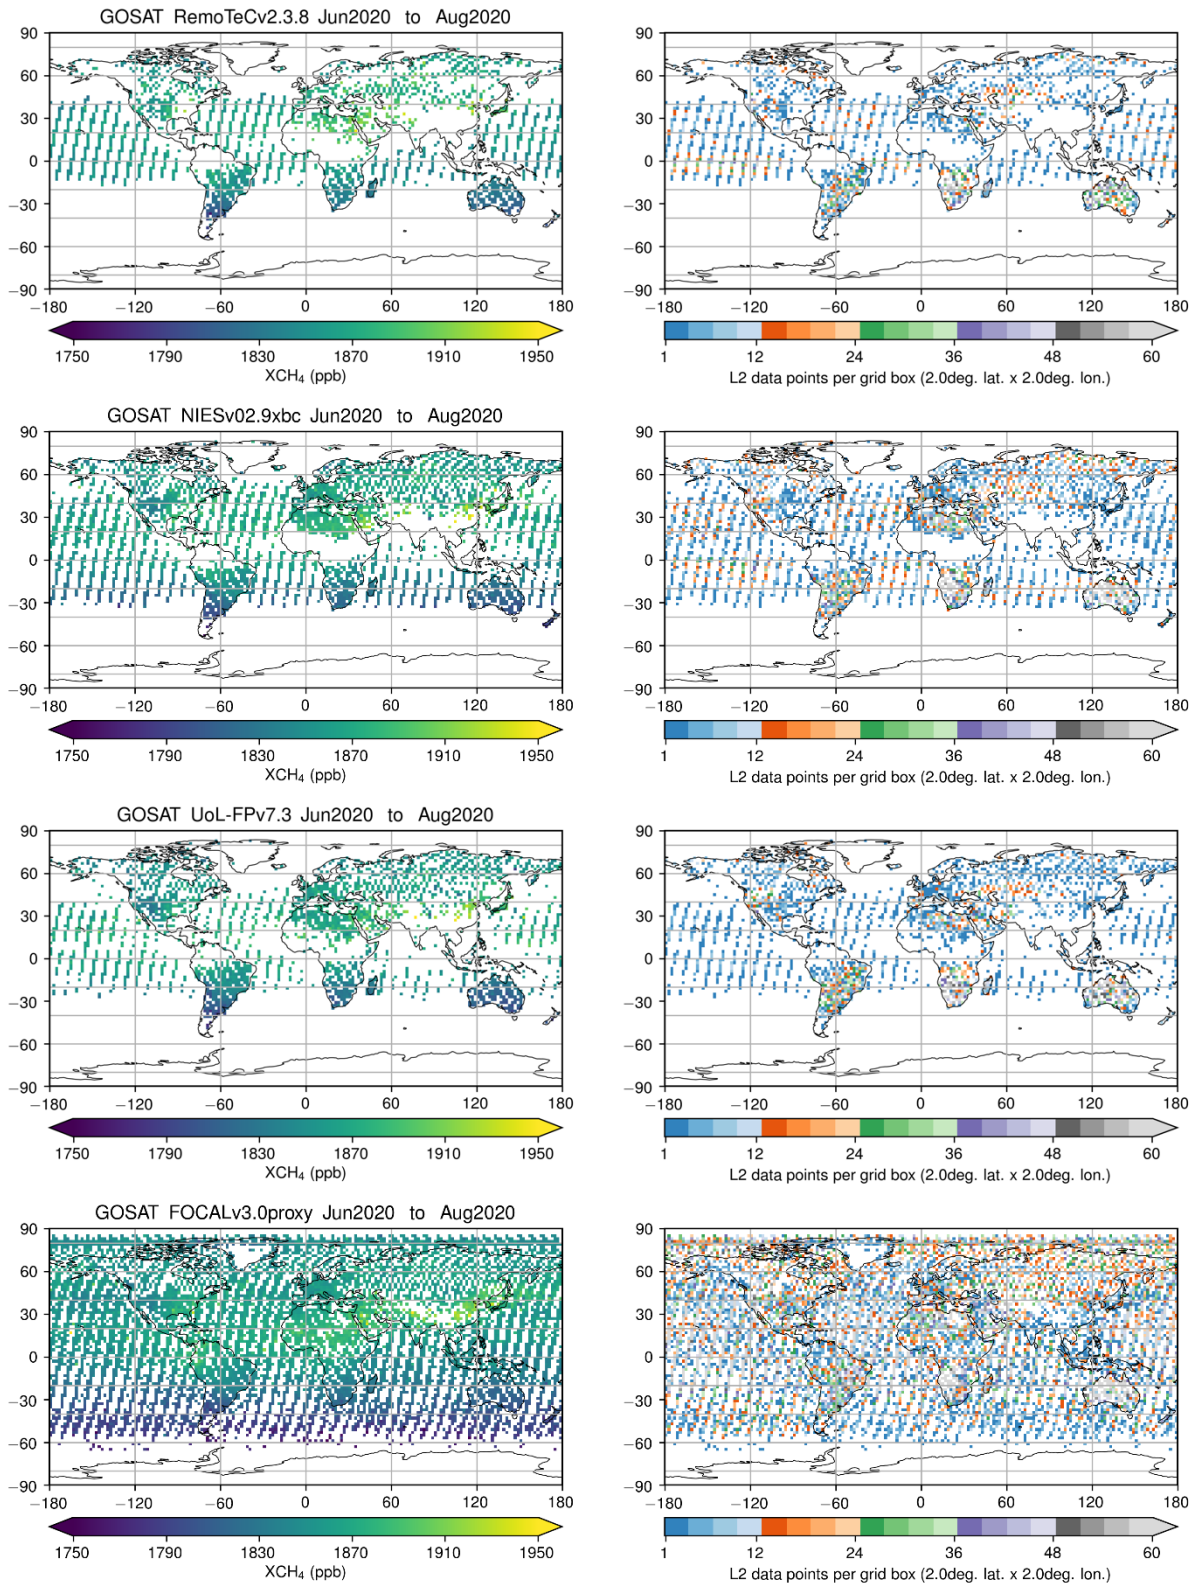 GOSAT RemoTeCv2.3.8 Jun2020 to Aug2020
90
60
30
0
−30
−60
−90
−180 −120 −60 0 60 120 180
1750 1790 1830 1870 1910 1950
XCH₄ (ppb)
90
60
30
0
−30
−60
−90
−180 −120 −60 0 60 120 180
1 12 24 36 48 60
L2 data points per grid box (2.0deg. lat. x 2.0deg. lon.)
GOSAT NIESv02.9xbc Jun2020 to Aug2020
90
60
30
0
−30
−60
−90
−180 −120 −60 0 60 120 180
1750 1790 1830 1870 1910 1950
XCH₄ (ppb)
90
60
30
0
−30
−60
−90
−180 −120 −60 0 60 120 180
1 12 24 36 48 60
L2 data points per grid box (2.0deg. lat. x 2.0deg. lon.)
GOSAT UoL-FPv7.3 Jun2020 to Aug2020
90
60
30
0
−30
−60
−90
−180 −120 −60 0 60 120 180
1750 1790 1830 1870 1910 1950
XCH₄ (ppb)
90
60
30
0
−30
−60
−90
−180 −120 −60 0 60 120 180
1 12 24 36 48 60
L2 data points per grid box (2.0deg. lat. x 2.0deg. lon.)
GOSAT FOCALv3.0proxy Jun2020 to Aug2020
90
60
30
0
−30
−60
−90
−180 −120 −60 0 60 120 180
1750 1790 1830 1870 1910 1950
XCH₄ (ppb)
90
60
30
0
−30
−60
−90
−180 −120 −60 0 60 120 180
1 12 24 36 48 60
L2 data points per grid box (2.0deg. lat. x 2.0deg. lon.)